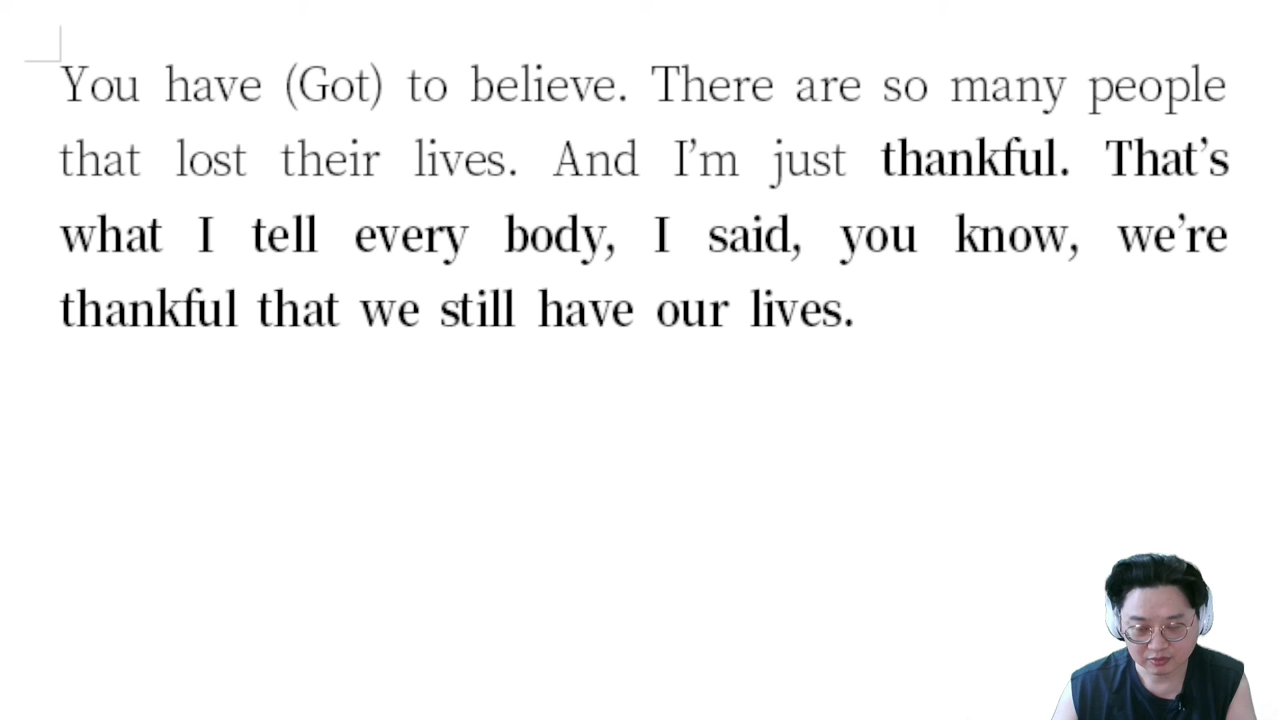 You have (Got) to believe. There are so many people
that lost their lives. And I’m just thankful. That’s
what I tell every body, I said, you know, we’re
thankful that we still have our lives.